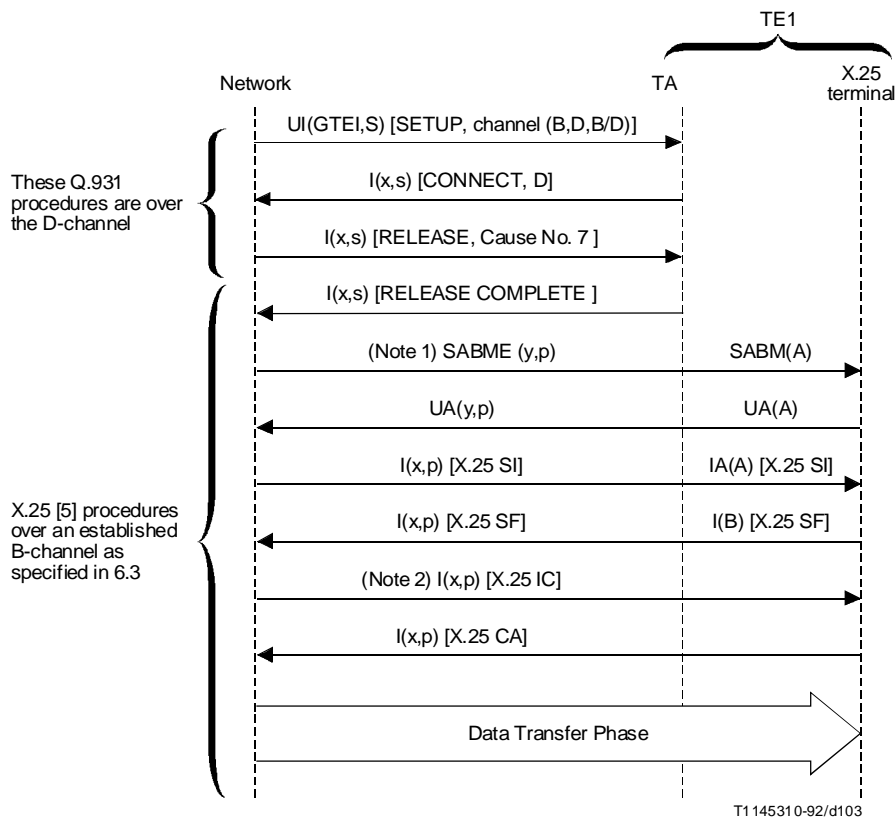 TE1
Network
TA
X.25
terminal
UI(GTEI,S) [SETUP, channel (B,D,B/D)]
These Q.931
procedures are over
the D-channel
I(x,s) [CONNECT, D]
I(x,s) [RELEASE, Cause No. 7 ]
I(x,s) [RELEASE COMPLETE ]
(Note 1) SABME (y,p)
SABM(A)
UA(y,p)
UA(A)
I(x,p) [X.25 SI]
IA(A) [X.25 SI]
X.25 [5] procedures
over an established
B-channel as
specified in 6.3
I(x,p) [X.25 SF]
I(B) [X.25 SF]
(Note 2) I(x,p) [X.25 IC]
I(x,p) [X.25 CA]
Data Transfer Phase
T1145310-92/d103